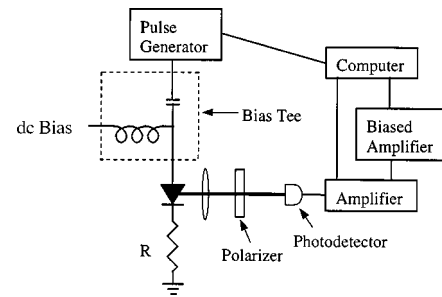 Pulse
Generator
Computer
dc Bias
Bias Tee
Biased
Amplifier
Amplifier
R
Polarizer
Photodetector